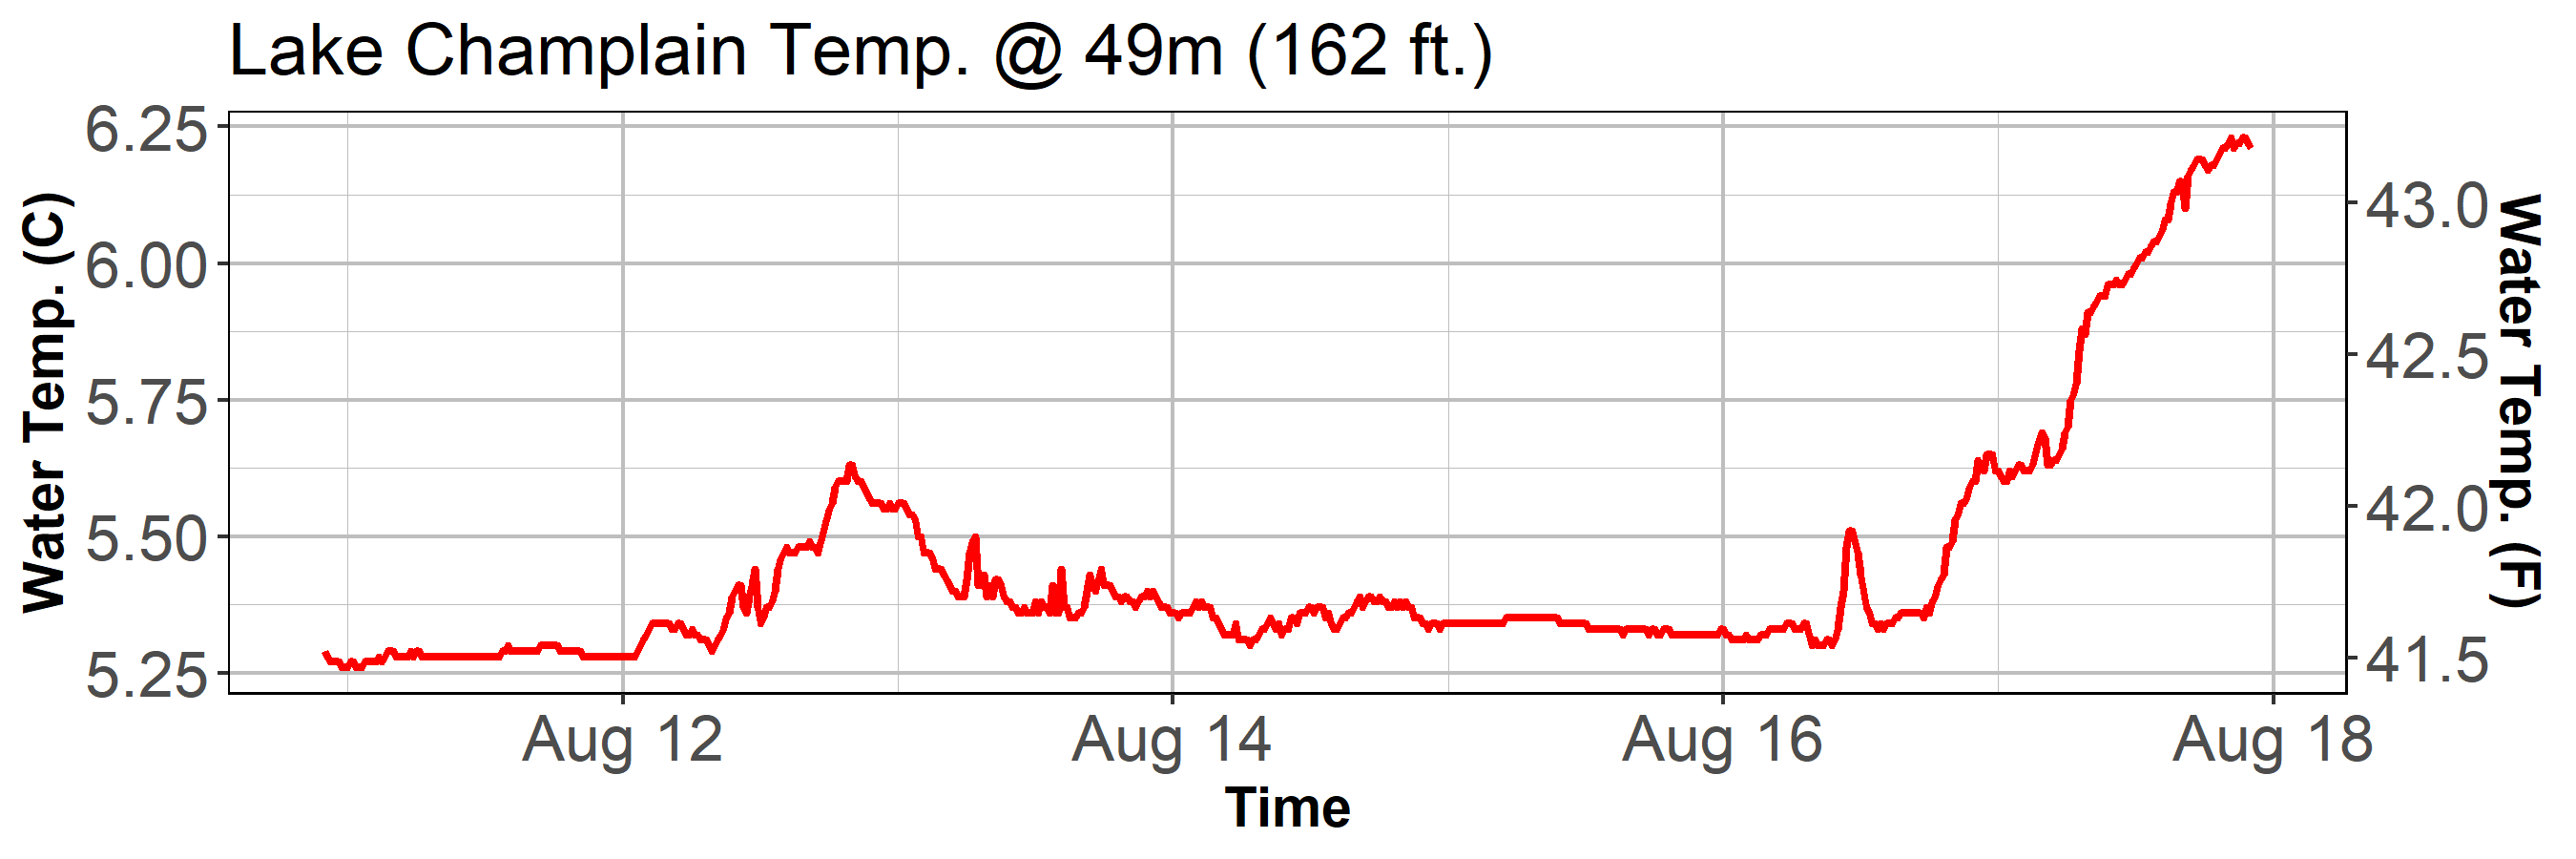 Lake Champlain Temp. @ 49m (162 ft.)
Water Temp. (C)
6.25
6.00
5.75
5.50
5.25
43.0
42.5
42.0
41.5
Water Temp. (F)
Aug 12
Aug 14
Aug 16
Aug 18
Time